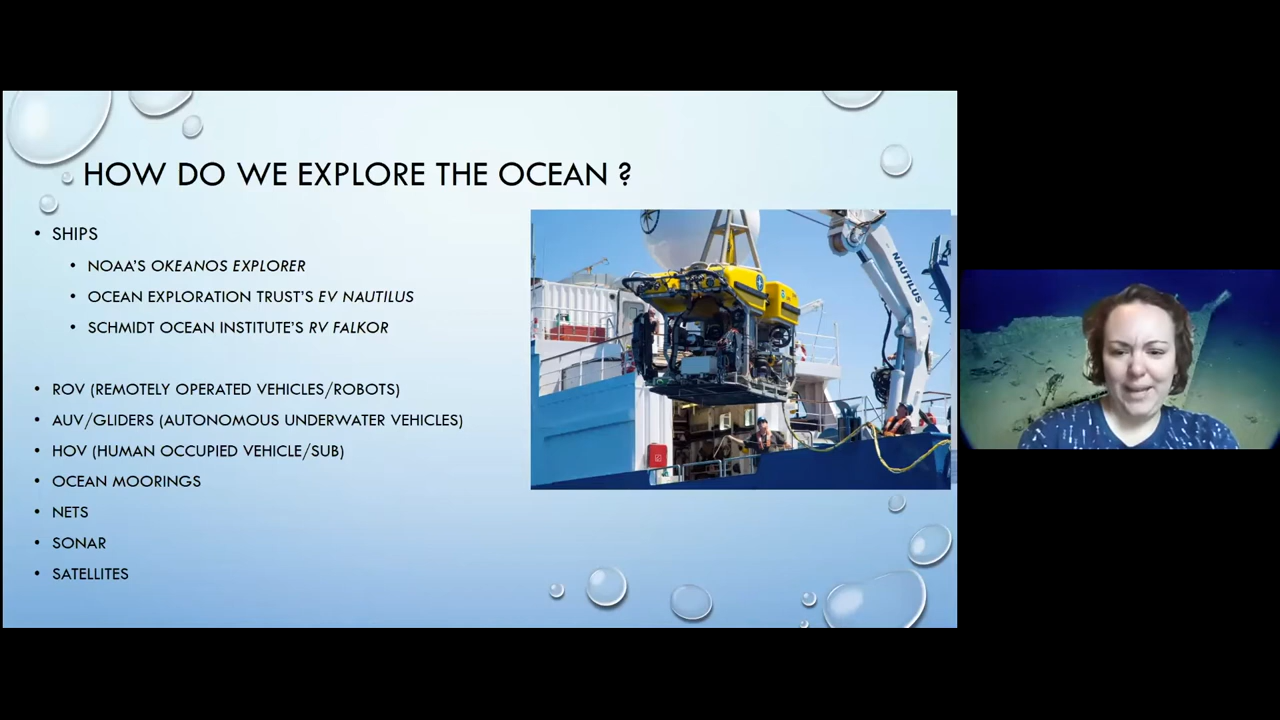 HOW DO WE EXPLORE THE OCEAN ?
• SHIPS
• NOAA'S OKEANOS EXPLORER
• OCEAN EXPLORATION TRUST'S EV NAUTILUS
• SCHMIDT OCEAN INSTITUTE'S RV FALKOR
• ROV (REMOTELY OPERATED VEHICLES/ROBOTS)
• AUV/GLIDERS (AUTONOMOUS UNDERWATER VEHICLES)
• HOV (HUMAN OCCUPIED VEHICLE/SUB)
• OCEAN MOORINGS
• NETS
• SONAR
• SATELLITES
NAUTILUS